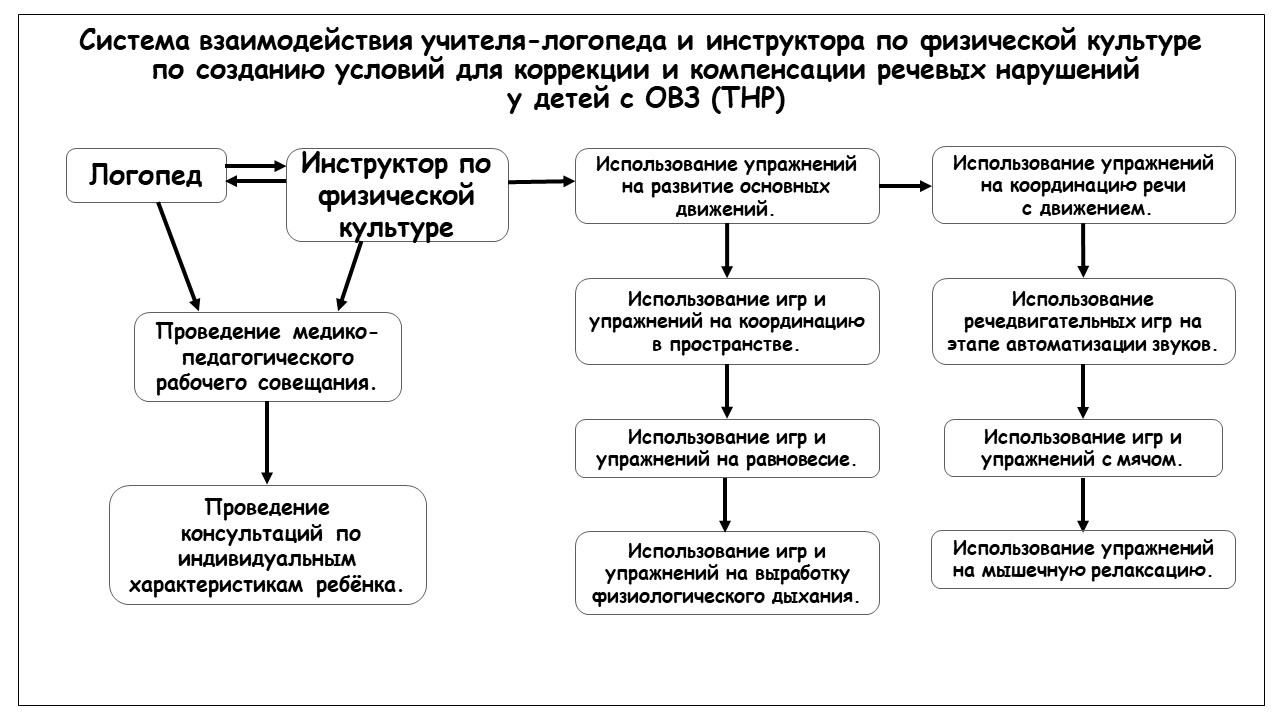 Система взаимодействия учителя-логопеда и инструктора по физической культуре
по созданию условий для коррекции и компенсации речевых нарушений
у детей с ОВЗ (ТНР)
Логопед
Инструктор по
физической
культуре
Использование упражнений
на развитие основных
движений.
Использование упражнений
на координацию речи
с движением.
Проведение медико-
педагогического
рабочего совещания.
Использование игр и
упражнений на координацию
в пространстве.
Использование
речедвигательных игр на
этапе автоматизации звуков.
Использование игр и
упражнений на равновесие.
Использование игр и
упражнений с мячом.
Проведение
консультаций по
индивидуальным
характеристикам ребёнка.
Использование игр и
упражнений на выработку
физиологического дыхания.
Использование упражнений
на мышечную релаксацию.